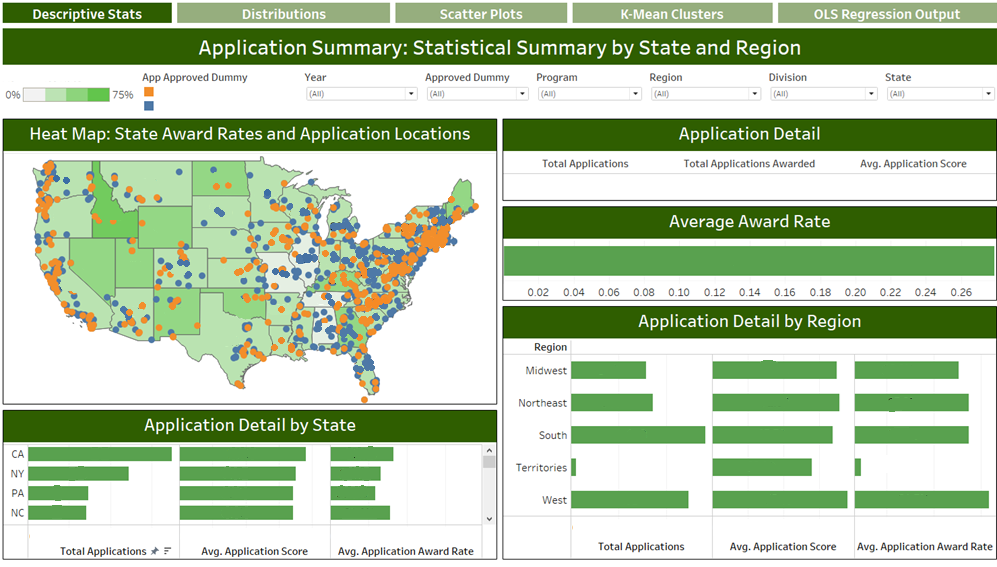 Descriptive Stats
Distributions
Scatter Plots
K-Mean Clusters
OLS Regression Output
Application Summary: Statistical Summary by State and Region
0%
75%
App Approved Dummy
Year
(All)
Approved Dummy
(All)
Program
(All)
Region
(All)
Division
(All)
State
(All)
Heat Map: State Award Rates and Application Locations
Application Detail
Total Applications
Total Applications Awarded
Avg. Application Score
Average Award Rate
0.02 0.04 0.06 0.08 0.10 0.12 0.14 0.16 0.18 0.20 0.22 0.24 0.26
Application Detail by Region
Region
Midwest
Northeast
South
Territories
West
Total Applications
Avg. Application Score
Avg. Application Award Rate
Application Detail by State
CA
NY
PA
NC
Total Applications
Avg. Application Score
Avg. Application Award Rate